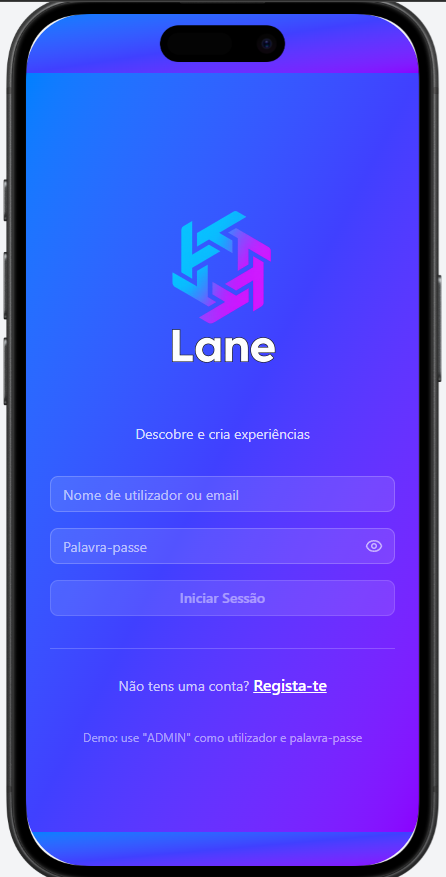 Lane
Descobre e cria experiências
Nome de utilizador ou email
Palavra-passe
Iniciar Sessão
Não tens uma conta? Regista-te
Demo: use "ADMIN" como utilizador e palavra-passe